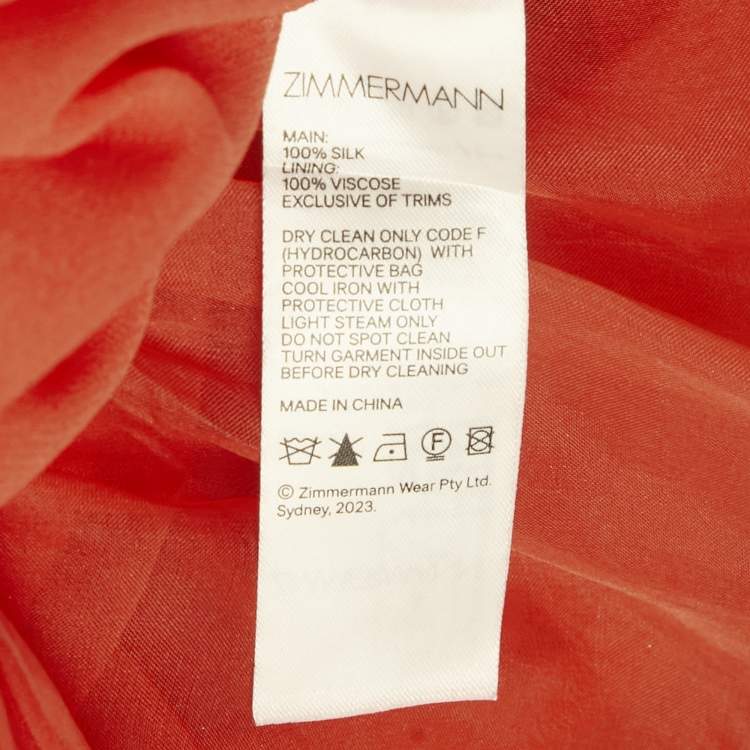 ZIMMERMANN
MAIN:
100% SILK
LINING:
100% VISCOSE
EXCLUSIVE OF TRIMS
DRY CLEAN ONLY CODE F
(HYDROCARBON) WITH
PROTECTIVE BAG
COOL IRON WITH
PROTECTIVE CLOTH
LIGHT STEAM ONLY
DO NOT SPOT CLEAN
TURN GARMENT INSIDE OUT
BEFORE DRY CLEANING
MADE IN CHINA
F
© Zimmermann Wear Pty Ltd.
Sydney, 2023.